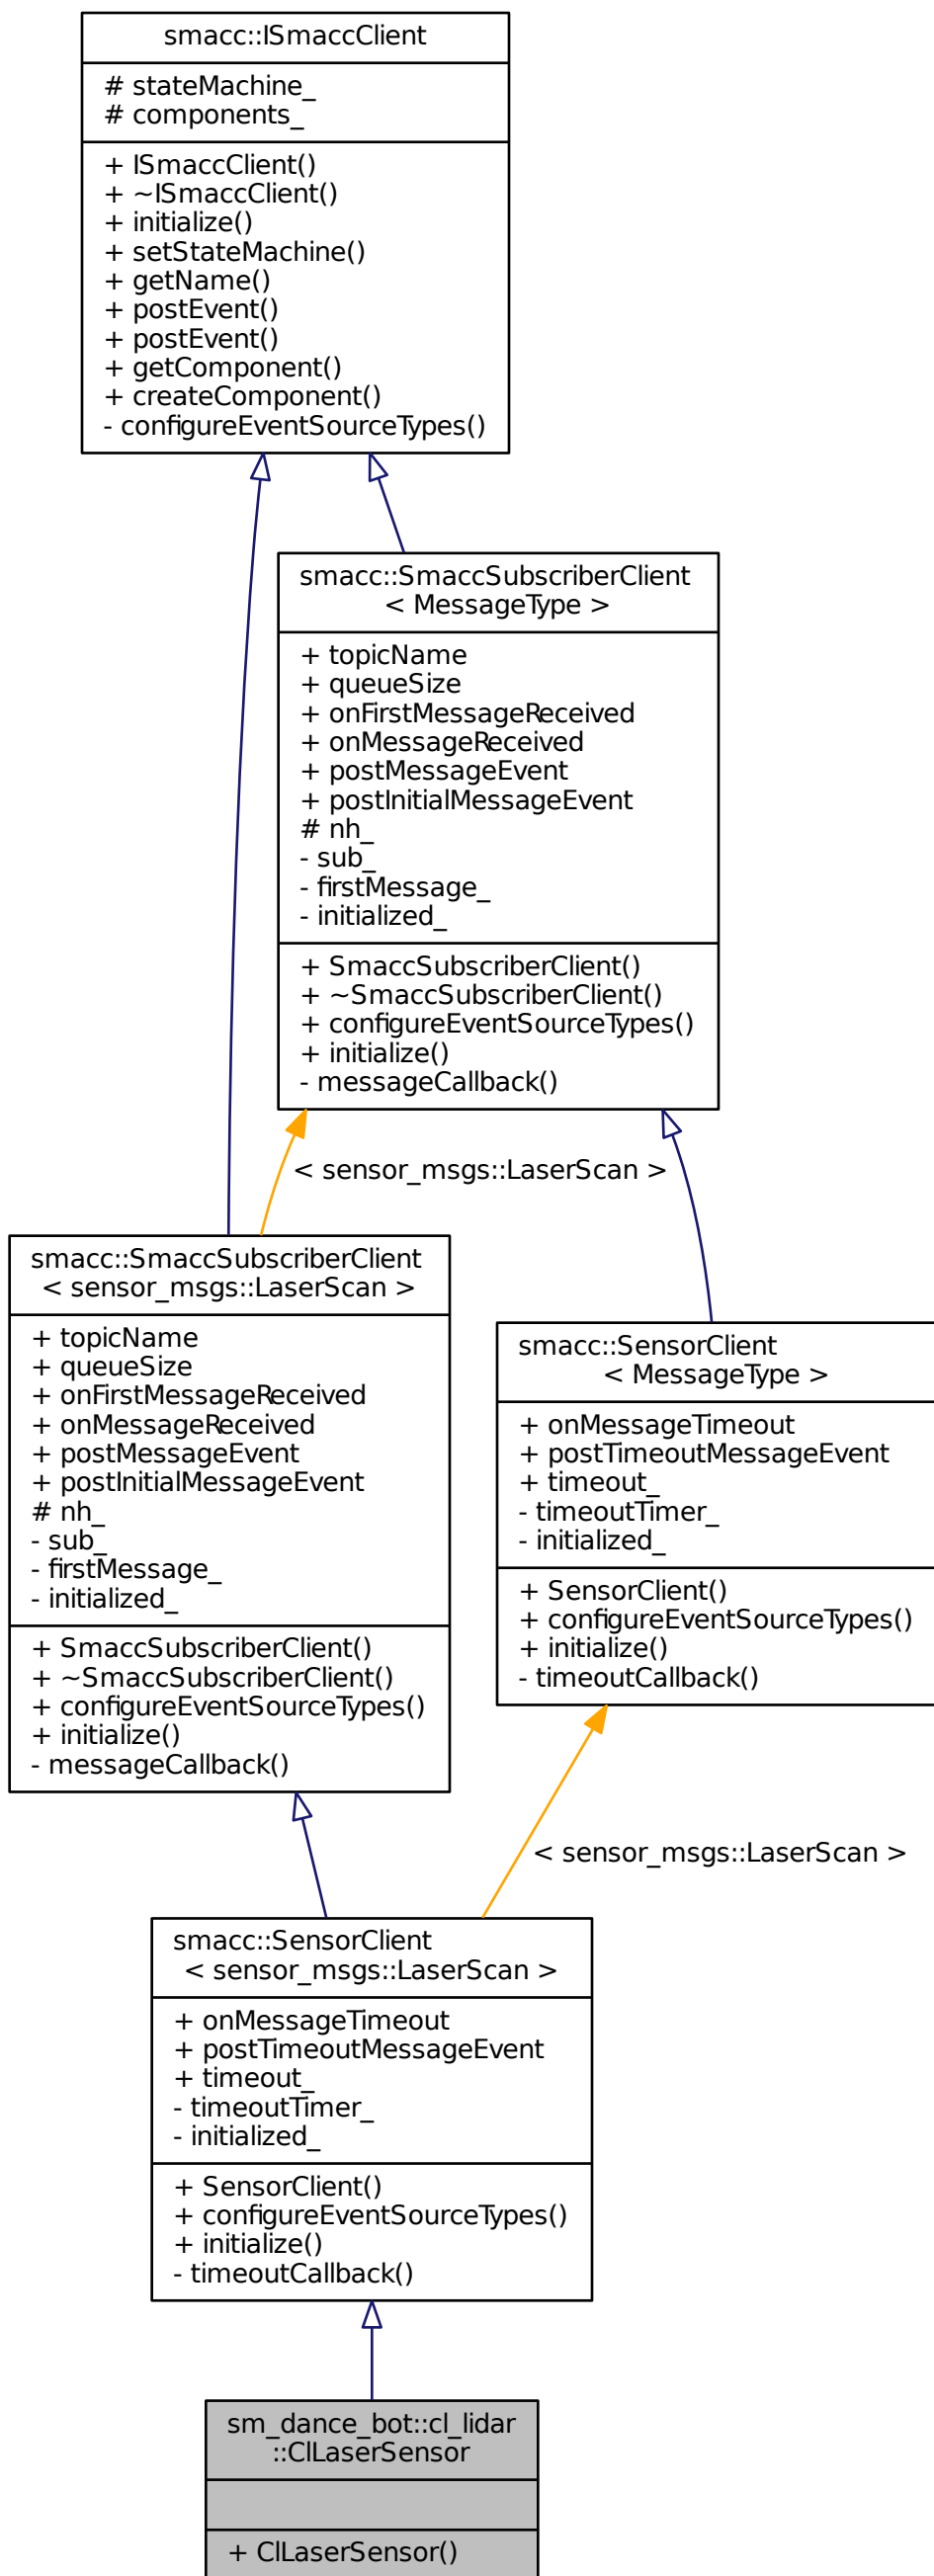 smacc::ISmaccClient
# stateMachine_
# components_
+ ISmaccClient()
+ ~ISmaccClient()
+ initialize()
+ setStateMachine()
+ getName()
+ postEvent()
+ postEvent()
+ getComponent()
+ createComponent()
- configureEventSourceTypes()
smacc::SmaccSubscriberClient
< MessageType >
+ topicName
+ queueSize
+ onFirstMessageReceived
+ onMessageReceived
+ postMessageEvent
+ postInitialMessageEvent
# nh_
- sub_
- firstMessage_
- initialized_
+ SmaccSubscriberClient()
+ ~SmaccSubscriberClient()
+ configureEventSourceTypes()
+ initialize()
- messageCallback()
< sensor_msgs::LaserScan >
smacc::SmaccSubscriberClient
< sensor_msgs::LaserScan >
+ topicName
+ queueSize
+ onFirstMessageReceived
+ onMessageReceived
+ postMessageEvent
+ postInitialMessageEvent
# nh_
- sub_
- firstMessage_
- initialized_
+ SmaccSubscriberClient()
+ ~SmaccSubscriberClient()
+ configureEventSourceTypes()
+ initialize()
- messageCallback()
smacc::SensorClient
< MessageType >
+ onMessageTimeout
+ postTimeoutMessageEvent
+ timeout_
- timeoutTimer_
- initialized_
+ SensorClient()
+ configureEventSourceTypes()
+ initialize()
- timeoutCallback()
< sensor_msgs::LaserScan >
smacc::SensorClient
< sensor_msgs::LaserScan >
+ onMessageTimeout
+ postTimeoutMessageEvent
+ timeout_
- timeoutTimer_
- initialized_
+ SensorClient()
+ configureEventSourceTypes()
+ initialize()
- timeoutCallback()
sm_dance_bot::cl_lidar
::ClLaserSensor
+ ClLaserSensor()